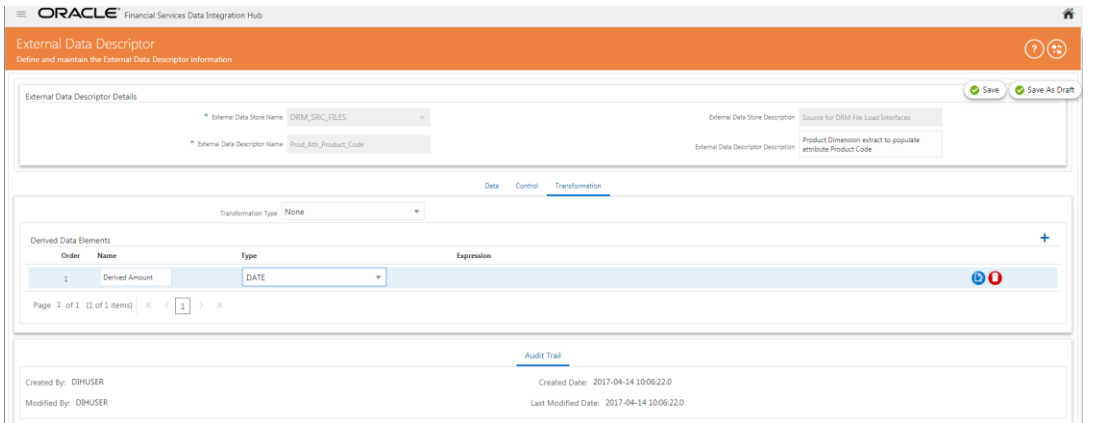 ORACLE® Financial Services Data Integration Hub
External Data Descriptor
Define and maintain the External Data Descriptor information
Save
Save As Draft
External Data Descriptor Details
* External Data Store Name DRM_SRC_FILES
External Data Store Description Source for DRM File Load Interfaces
* External Data Descriptor Name Prod_Attr_Product_Code
External Data Descriptor Description Product Dimension extract to populate
attribute Product Code
Data Control Transformation
Transformation Type None
Derived Data Elements
Order Name Type Expression
1 Derived Amount DATE
Page 1 of 1 (1 of 1 items) 1
Audit Trail
Created By: DIHUSER Created Date: 2017-04-14 10:06:22.0
Modified By: DIHUSER Last Modified Date: 2017-04-14 10:06:22.0